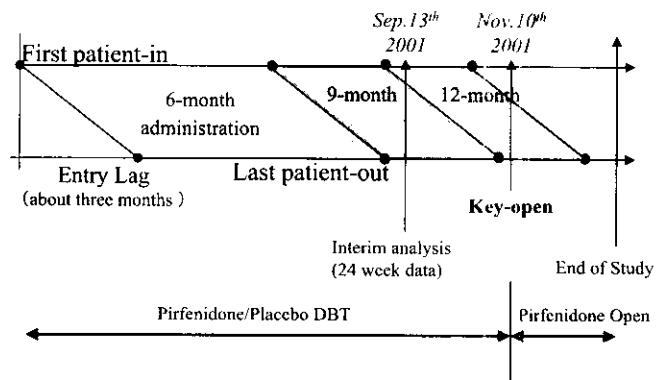 Sep.13th Nov.10th
2001 2001
First patient-in
6-month 9-month 12-month
administration
Entry Lag Last patient-out
(about three months )
Key-open
Interim analysis
(24 week data) End of Study
Pirfenidone/Placebo DBT Pirfenidone Open